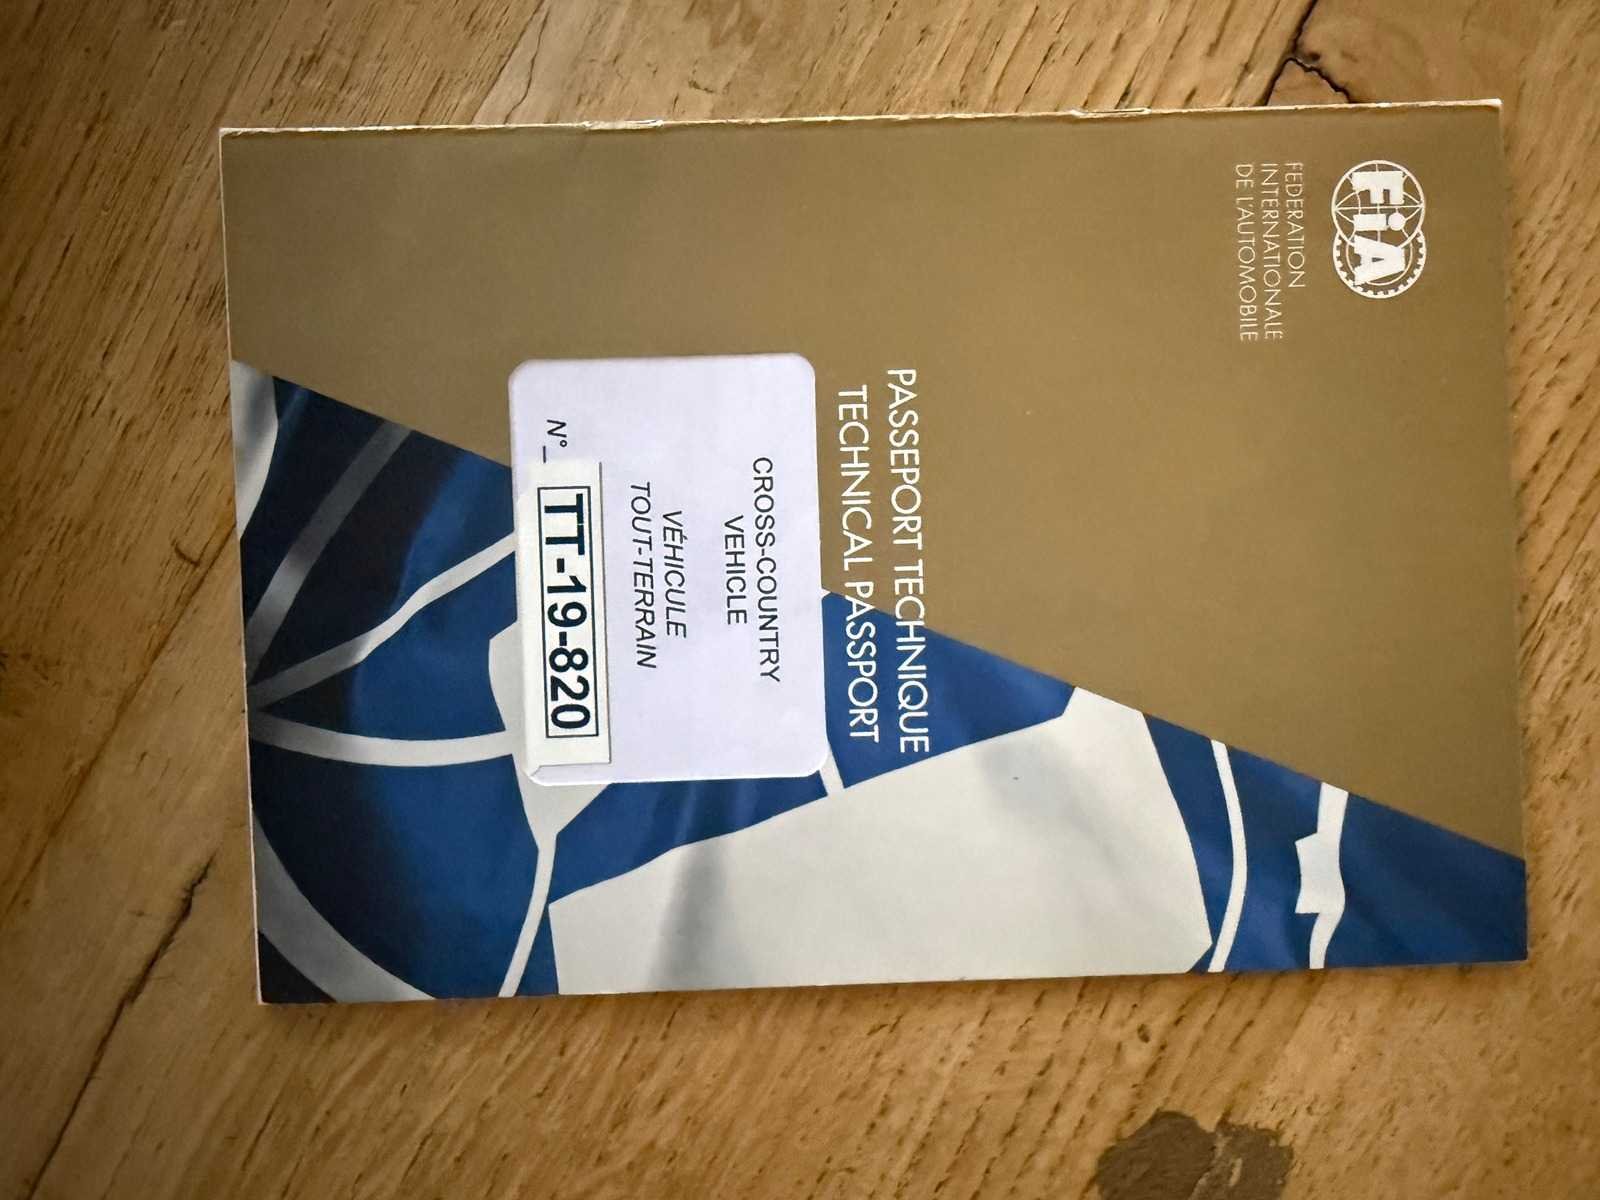 FiA
FEDERATION
INTERNATIONALE
DE L'AUTOMOBILE
PASSEPORT TECHNIQUE
TECHNICAL PASSPORT
CROSS-COUNTRY
VEHICLE
VÉHICULE
TOUT-TERRAIN
N°_ TT-19-820